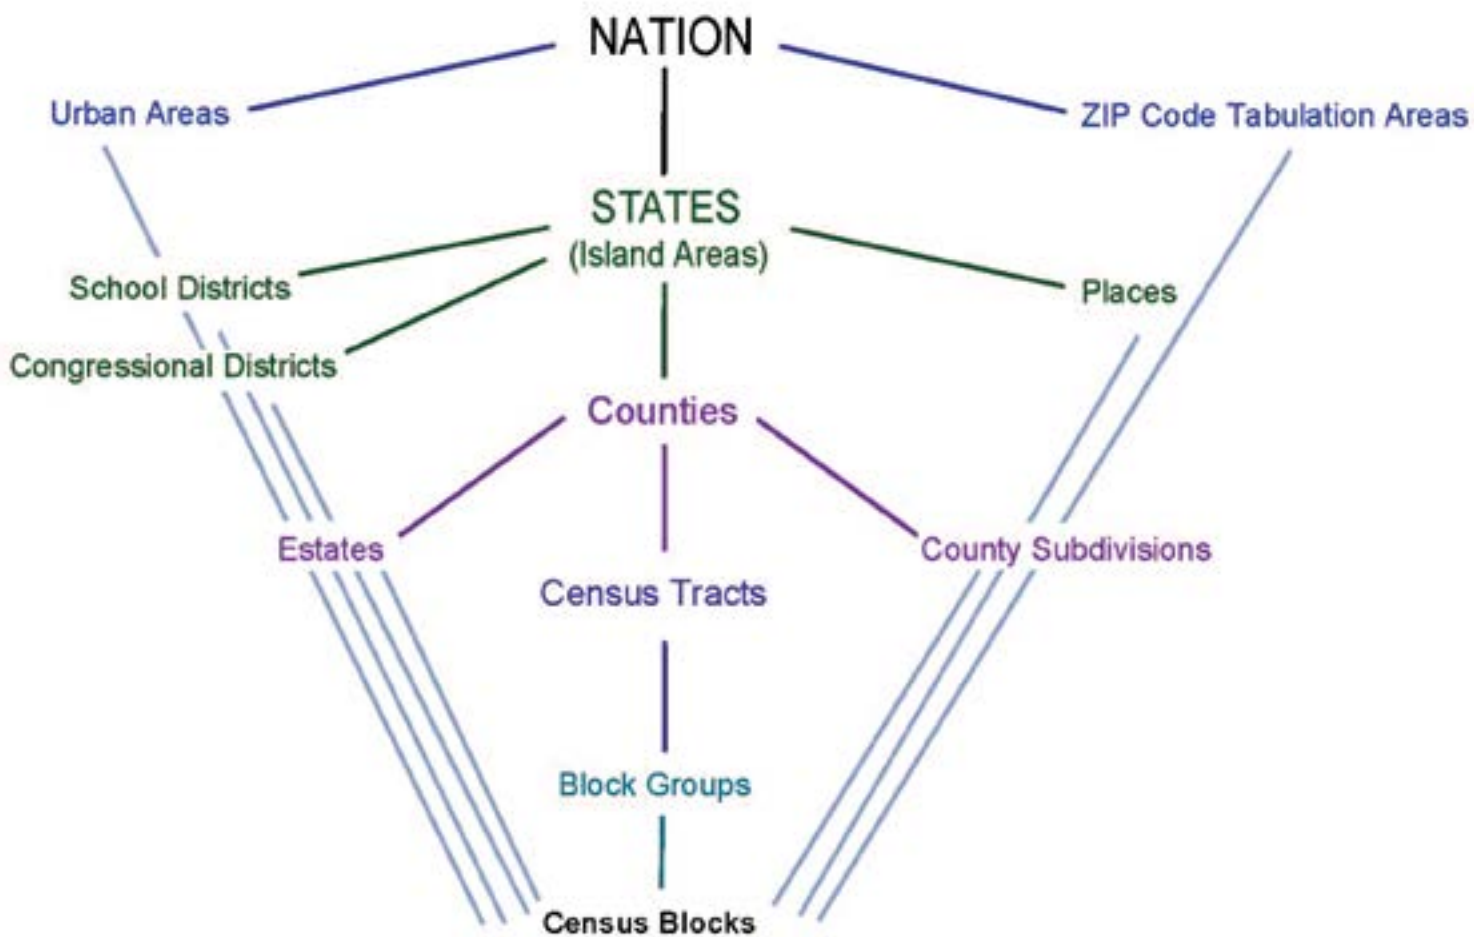 NATION
Urban Areas
ZIP Code Tabulation Areas
STATES
(Island Areas)
School Districts
Places
Congressional Districts
Counties
Estates
County Subdivisions
Census Tracts
Block Groups
Census Blocks